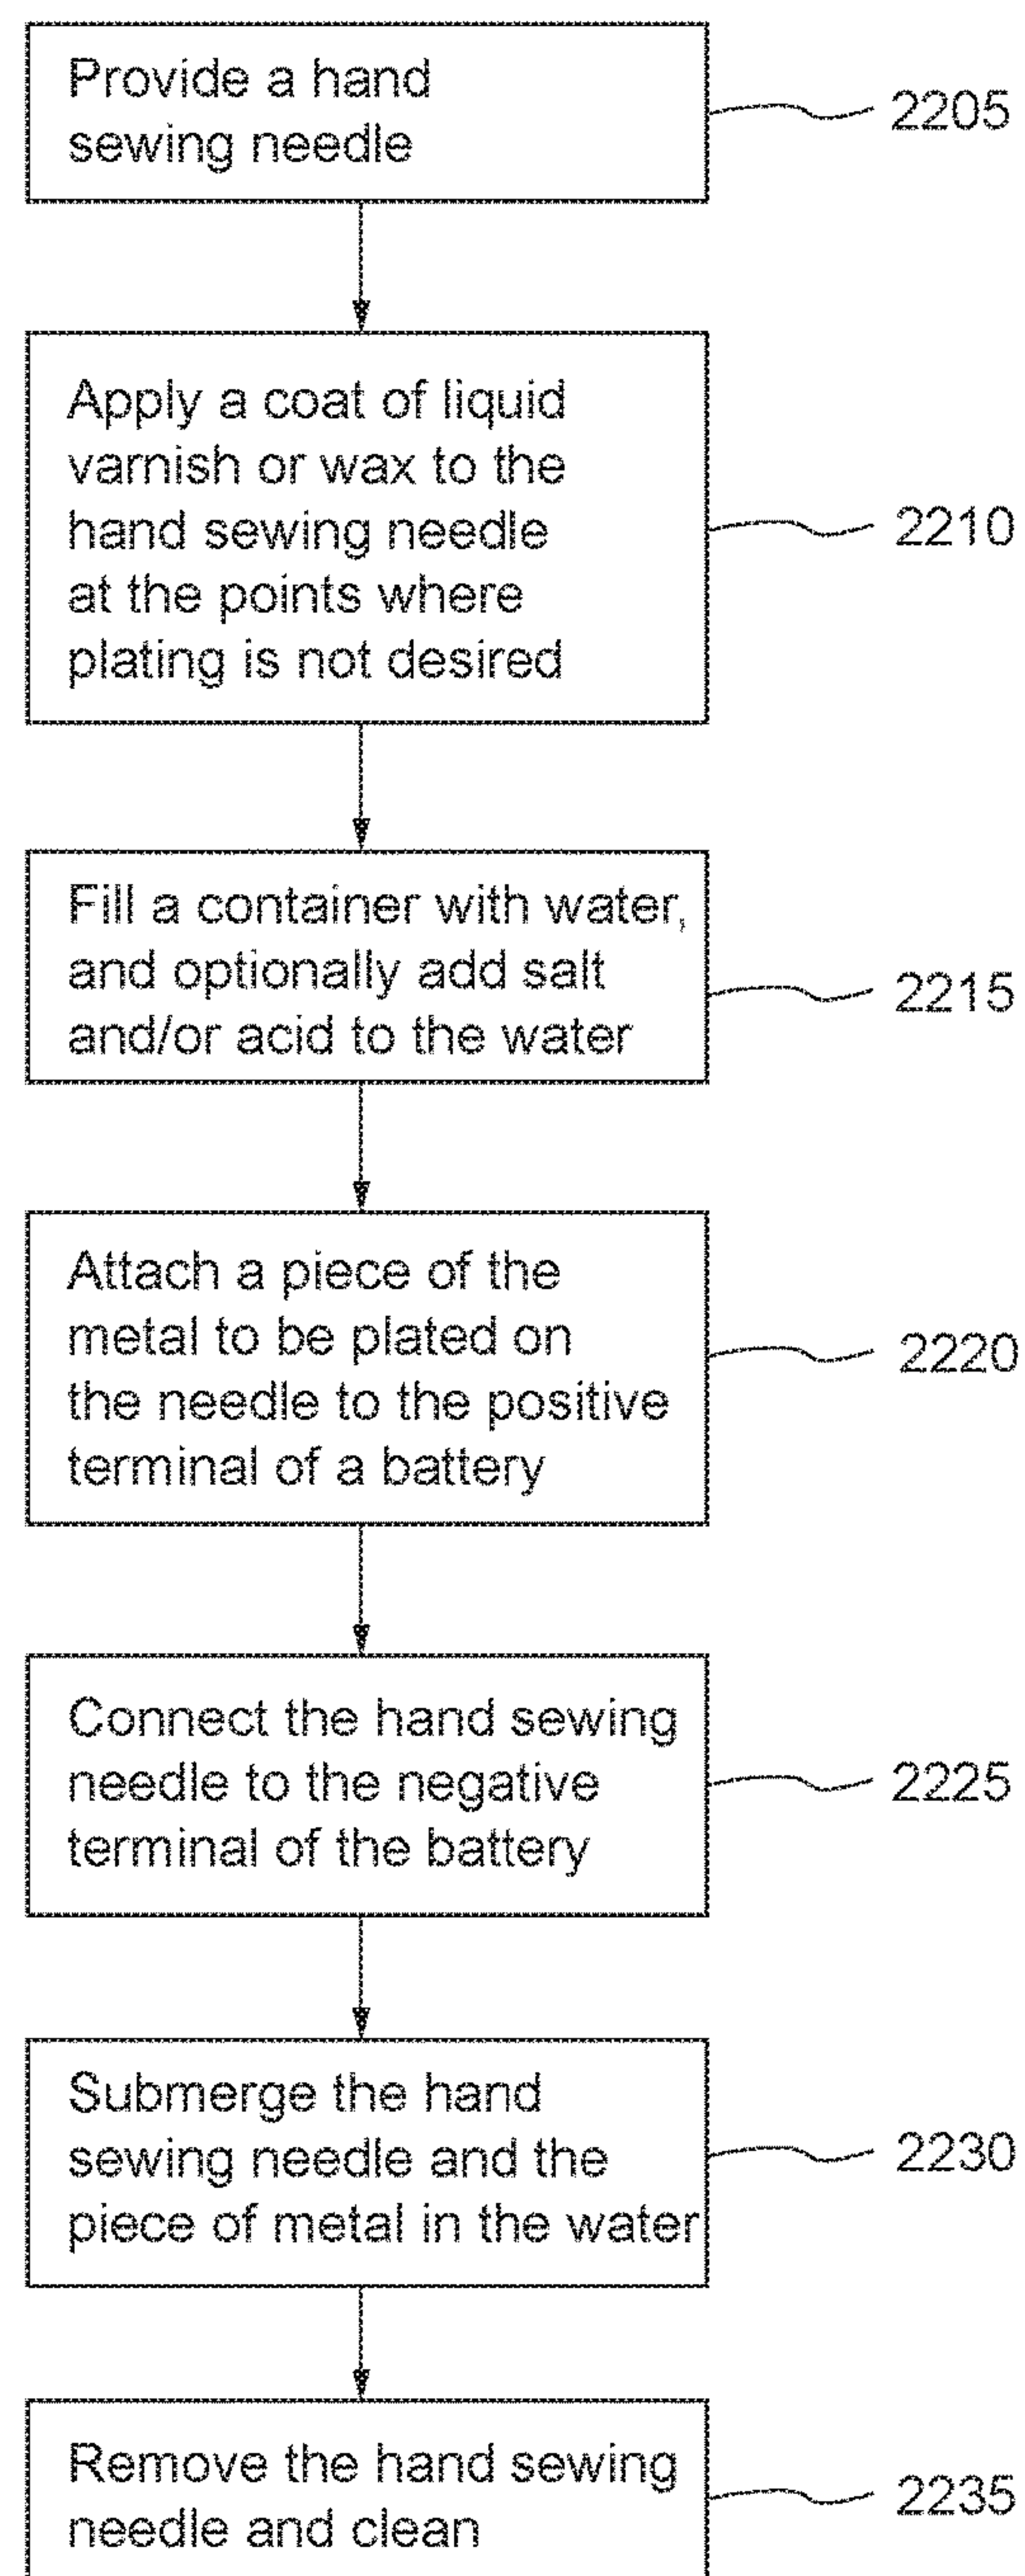 Provide a hand
sewing needle
2205
Apply a coat of liquid
varnish or wax to the
hand sewing needle
at the points where
plating is not desired
2210
Fill a container with water,
and optionally add salt
and/or acid to the water
2215
Attach a piece of the
metal to be plated on
the needle to the positive
terminal of a battery
2220
Connect the hand sewing
needle to the negative
terminal of the battery
2225
Submerge the hand
sewing needle and the
piece of metal in the water
2230
Remove the hand sewing
needle and clean
2235